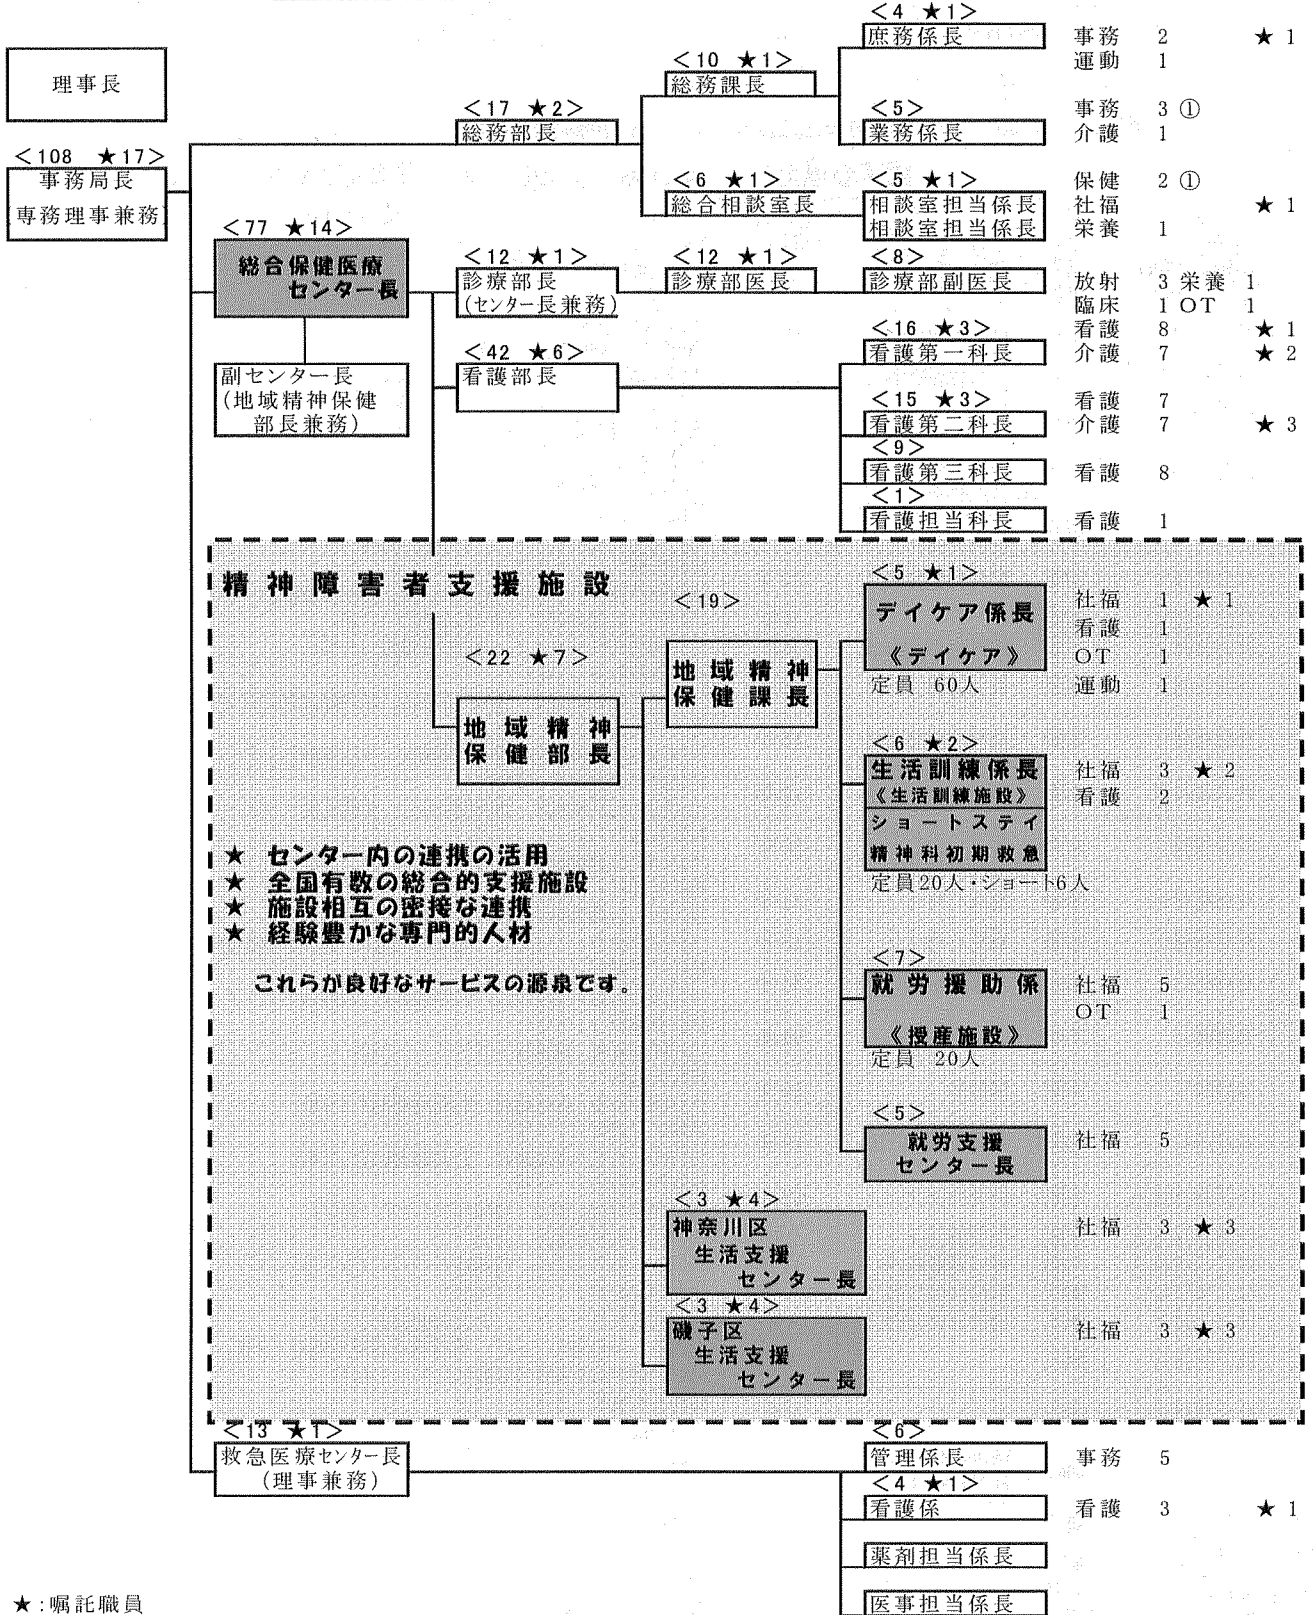 <4 ★1>
庶務係長 事務 2 ★ 1
運動 1
理事長
<10 ★1>
総務課長
<17 ★2>
総務部長
<5>
業務係長
事務 3 ①
介護 1
<108 ★17>
事務局長
専務理事兼務
<6 ★1>
総合相談室長
<5 ★1>
相談室担当係長
相談室担当係長
保健 2 ①
社福 ★ 1
栄養 1
<77 ★14>
総合保健医療
センター長
<12 ★1>
診療部長
(センター長兼務)
<12 ★1>
診療部医長
<8>
診療部副医長
放射 3 栄養 1
臨床 1 OT 1
副センター長
(地域精神保健
部長兼務)
<42 ★6>
看護部長
<16 ★3>
看護第一科長
看護 8 ★ 1
介護 7 ★ 2
<15 ★3>
看護第二科長
看護 7
介護 7 ★ 3
<9>
看護第三科長 看護 8
<1>
看護担当科長 看護 1
精神障害者支援施設
<22 ★7>
地域精神
保健部長
<19>
地域精神
保健課長
<5 ★1>
デイケア係長
《デイケア》
定員 60人
社福 1 ★ 1
看護 1
OT 1
運動 1
<6 ★2>
生活訓練係長
《生活訓練施設》
ショートステイ
精神科初期救急
定員20人・ショート6人
社福 3 ★ 2
看護 2
★ センター内の連携の活用
★ 全国有数の総合的支援施設
★ 施設相互の密接な連携
★ 経験豊かな専門的人材
これらが良好なサービスの源泉です。
<7>
就労援助係
《授産施設》
定員 20人
社福 5
OT 1
<5>
就労支援
センター長
社福 5
<3 ★4>
神奈川区
生活支援
センター長
社福 3 ★ 3
<3 ★4>
磯子区
生活支援
センター長
社福 3 ★ 3
<13 ★1>
救急医療センター長
(理事兼務)
<6>
管理係長 事務 5
<4 ★1>
看護係 看護 3 ★ 1
薬剤担当係長
医事担当係長
★:嘱託職員